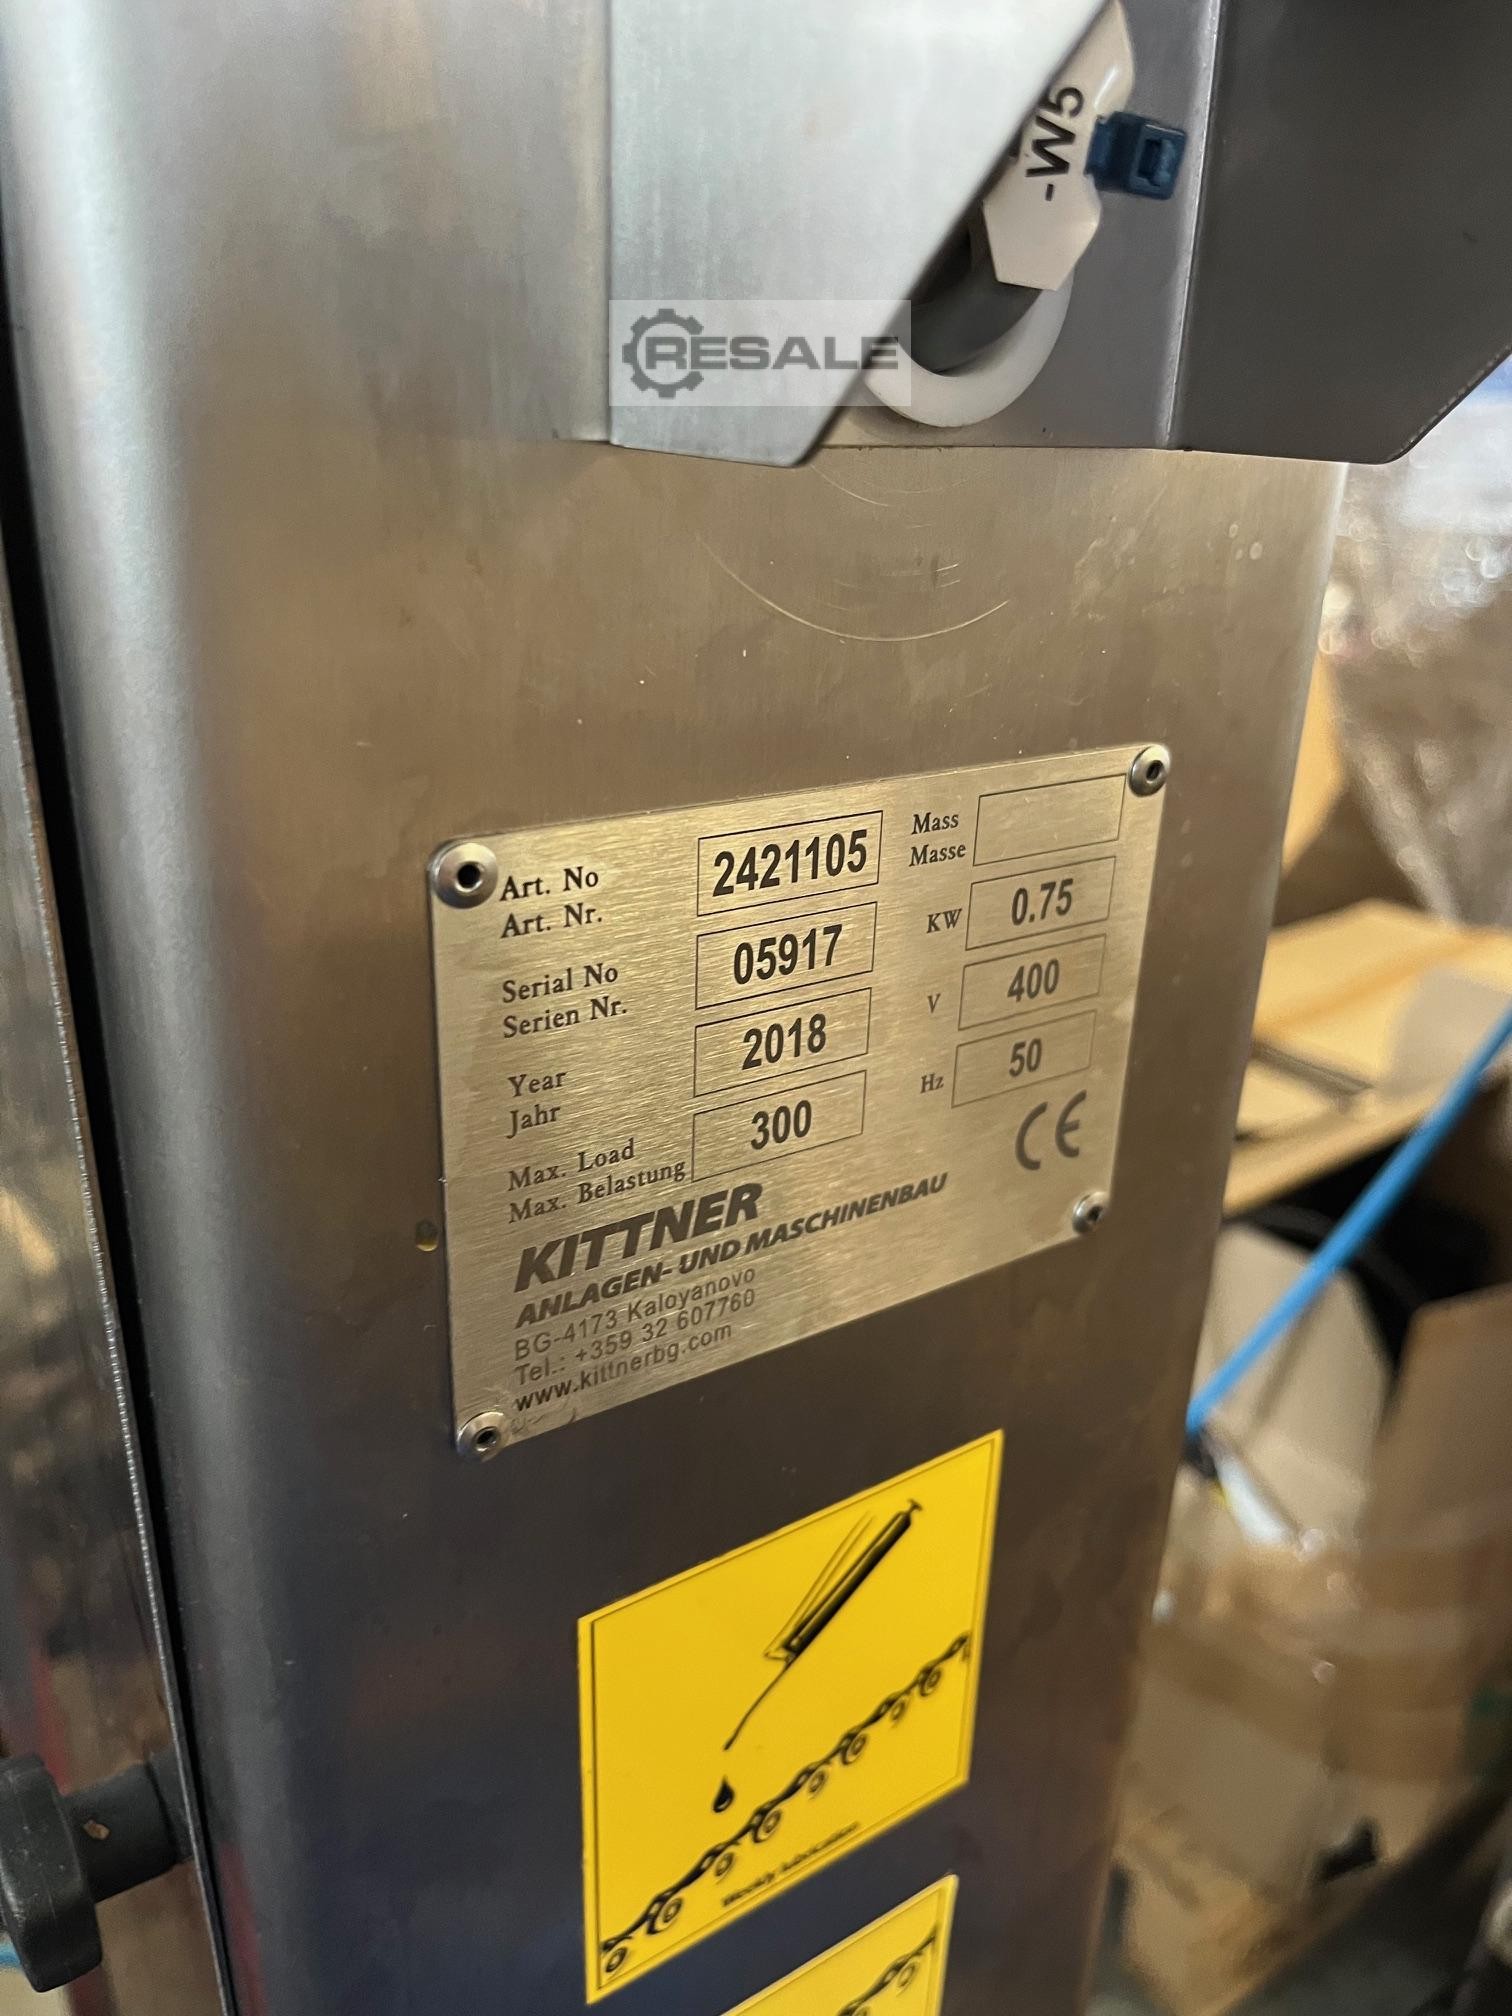 -W5
RESALE
Art. No
Art. Nr.
2421105
Mass
Masse
Serial No
Serien Nr.
05917
KW
0.75
Year
Jahr
2018
V
400
Max. Load
Max. Belastung
300
Hz
50
CE
KITTNER
ANLAGEN- UND MASCHINENBAU
BG-4173 Kaloyanovo
Tel.: +359 32 607760
www.kittnerbg.com
Weekly lubrication